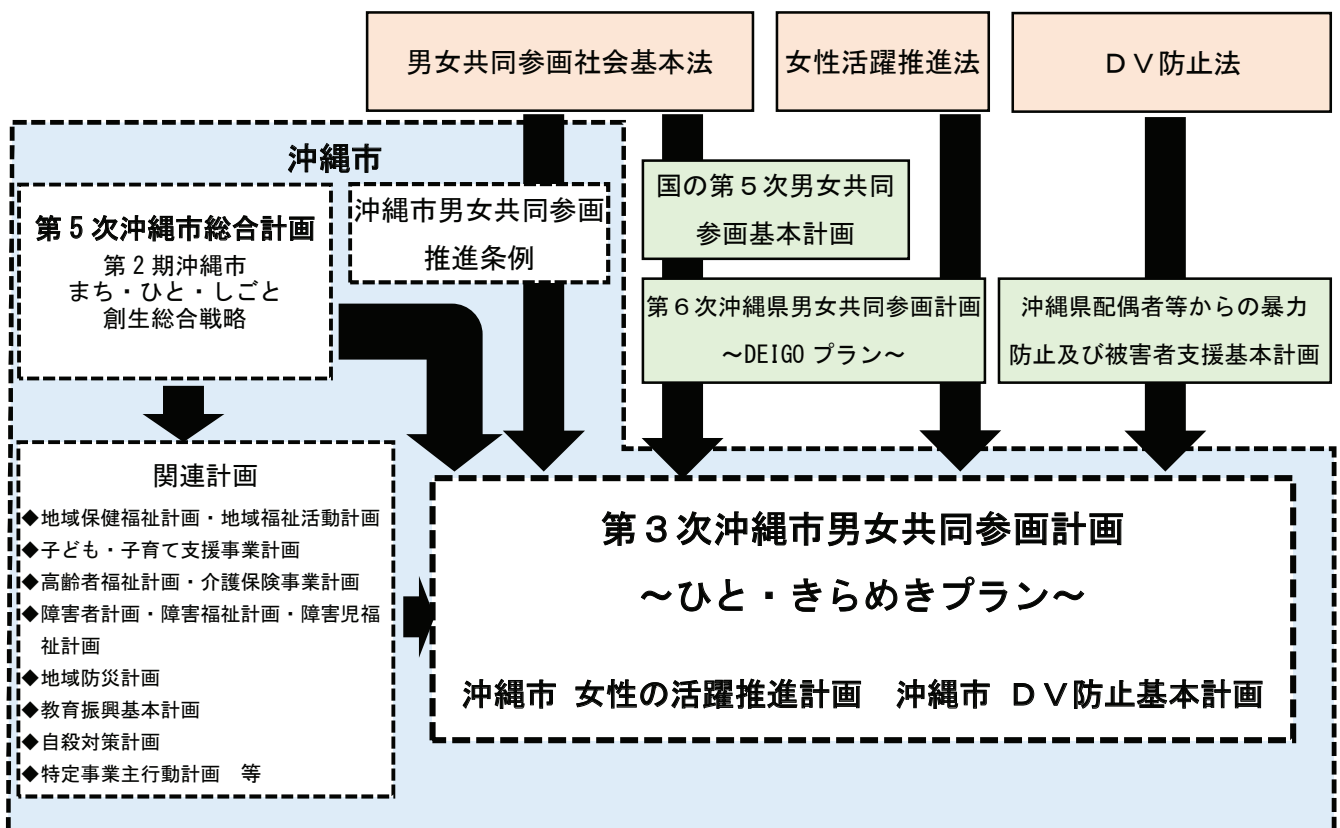 男女共同参画社会基本法
女性活躍推進法
ＤＶ防止法
沖縄市
第５次沖縄市総合計画
第２期沖縄市
まち・ひと・しごと
創生総合戦略
沖縄市男女共同参画
推進条例
国の第５次男女共同
参画基本計画
第６次沖縄県男女共同参画計画
～DEIGO プラン～
沖縄県配偶者等からの暴力
防止及び被害者支援基本計画
関連計画
◆地域保健福祉計画・地域福祉活動計画
◆子ども・子育て支援事業計画
◆高齢者福祉計画・介護保険事業計画
◆障害者計画・障害福祉計画・障害児福
祉計画
◆地域防災計画
◆教育振興基本計画
◆自殺対策計画
◆特定事業主行動計画　等
第３次沖縄市男女共同参画計画
～ひと・きらめきプラン～
沖縄市 女性の活躍推進計画　沖縄市 ＤＶ防止基本計画